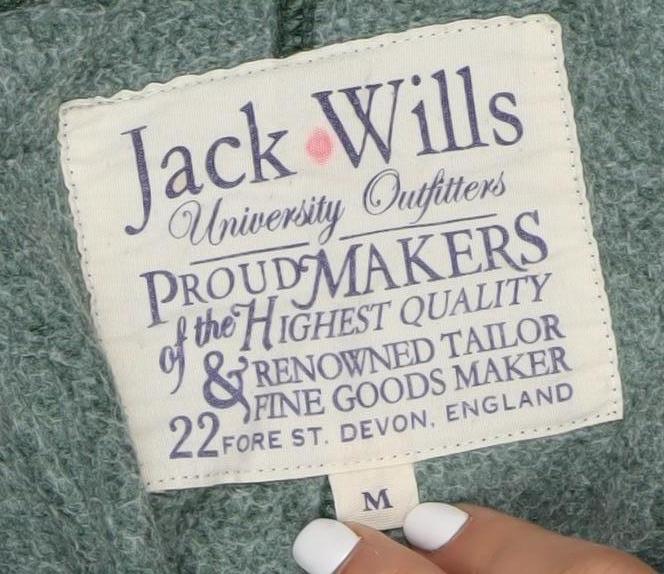 Jack Wills
University Outfitters
PROUD MAKERS
of the HIGHEST QUALITY
& RENOWNED TAILOR
FINE GOODS MAKER
22 FORE ST. DEVON, ENGLAND
M